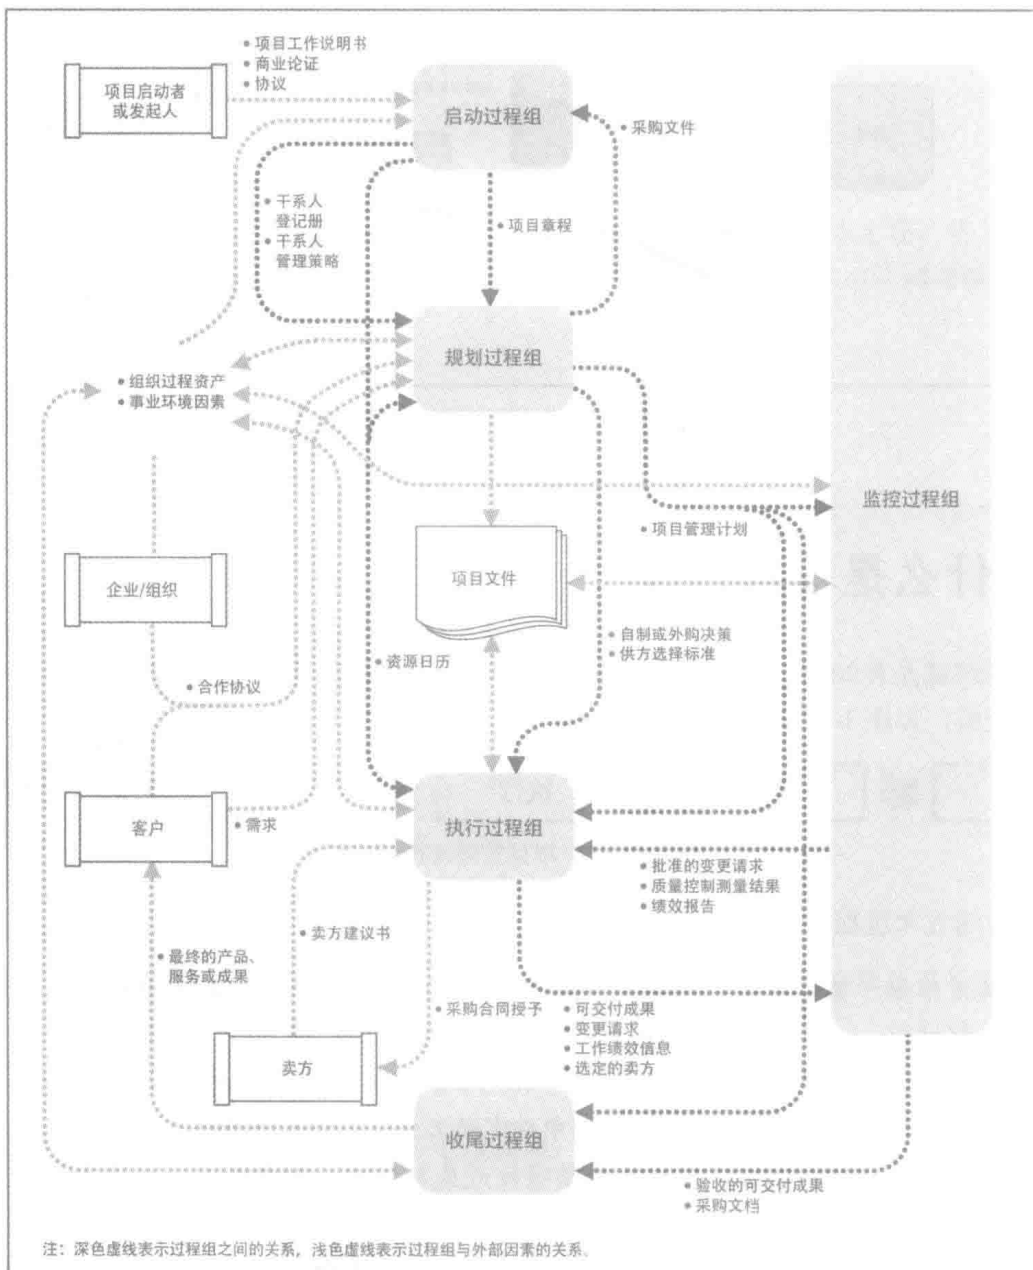 • 项目工作说明书
• 商业论证
• 协议
项目启动者
或发起人
启动过程组
• 采购文件
• 干系人
登记册
• 干系人
管理策略
• 项目章程
规划过程组
• 组织过程资产
• 事业环境因素
监控过程组
• 项目管理计划
项目文件
企业/组织
• 自制或外购决策
• 供方选择标准
• 资源日历
• 合作协议
客户
• 需求
执行过程组
• 批准的变更请求
• 质量控制测量结果
• 绩效报告
• 卖方建议书
• 最终的产品、
服务或成果
• 采购合同授予
• 可交付成果
• 变更请求
• 工作绩效信息
• 选定的卖方
卖方
收尾过程组
• 验收的可交付成果
• 采购文档
注：深色虚线表示过程组之间的关系，浅色虚线表示过程组与外部因素的关系。